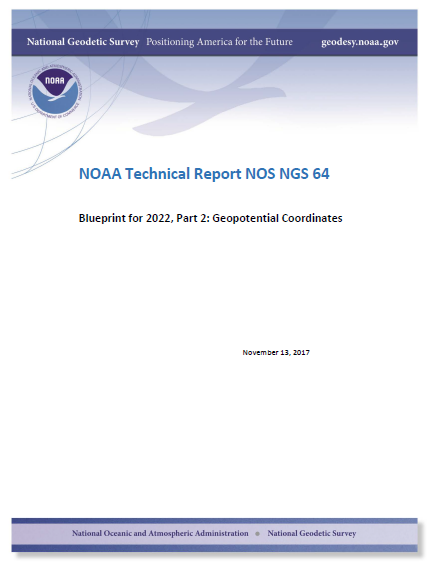 National Geodetic Survey Positioning America for the Future geodesy.noaa.gov
NOAA
NOAA Technical Report NOS NGS 64
Blueprint for 2022, Part 2: Geopotential Coordinates
November 13, 2017
National Oceanic and Atmospheric Administration • National Geodetic Survey